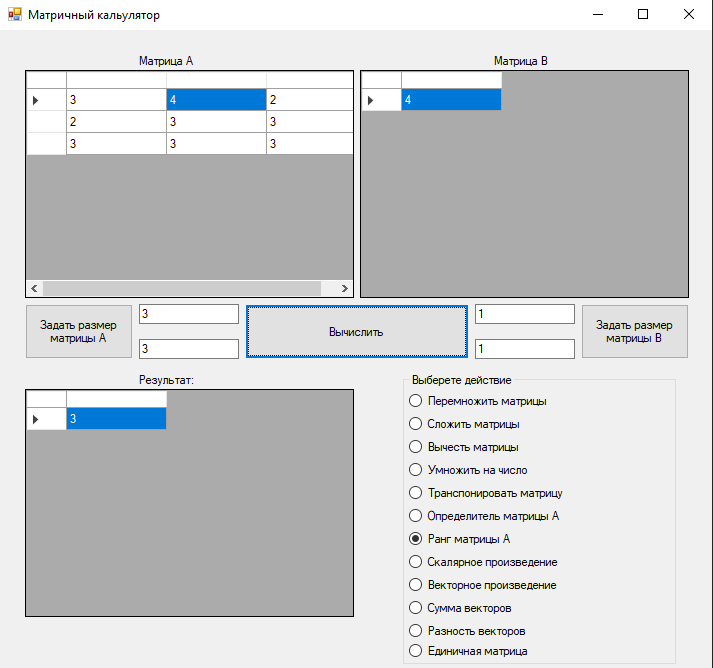 Матричный кальулятор
Матрица А
Матрица В
3 4 2
2 3 3
3 3 3
4
Задать размер
матрицы А
3
3
Вычислить
1
1
Задать размер
матрицы В
Результат:
3
Выберете действие
Перемножить матрицы
Сложить матрицы
Вычесть матрицы
Умножить на число
Транспонировать матрицу
Определитель матрицы А
Ранг матрицы А
Скалярное произведение
Векторное произведение
Сумма векторов
Разность векторов
Единичная матрица